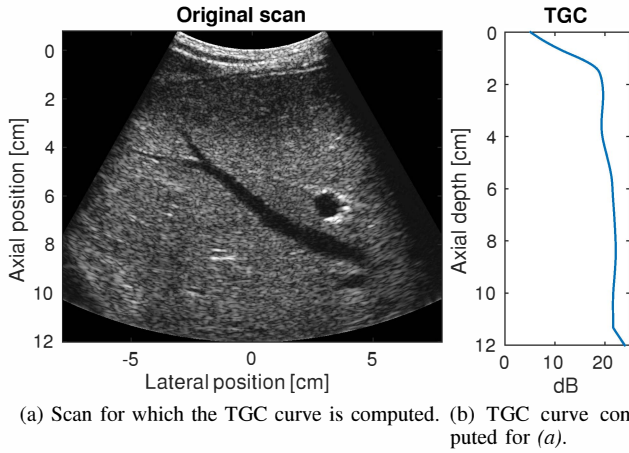 Original scan
TGC
0
2
4
6
8
10
12
Axial position [cm]
-5
0
5
Lateral position [cm]
0
2
4
6
8
10
12
Axial depth [cm]
0
10
20
dB
(a) Scan for which the TGC curve is computed.
(b) TGC curve com
puted for (a).